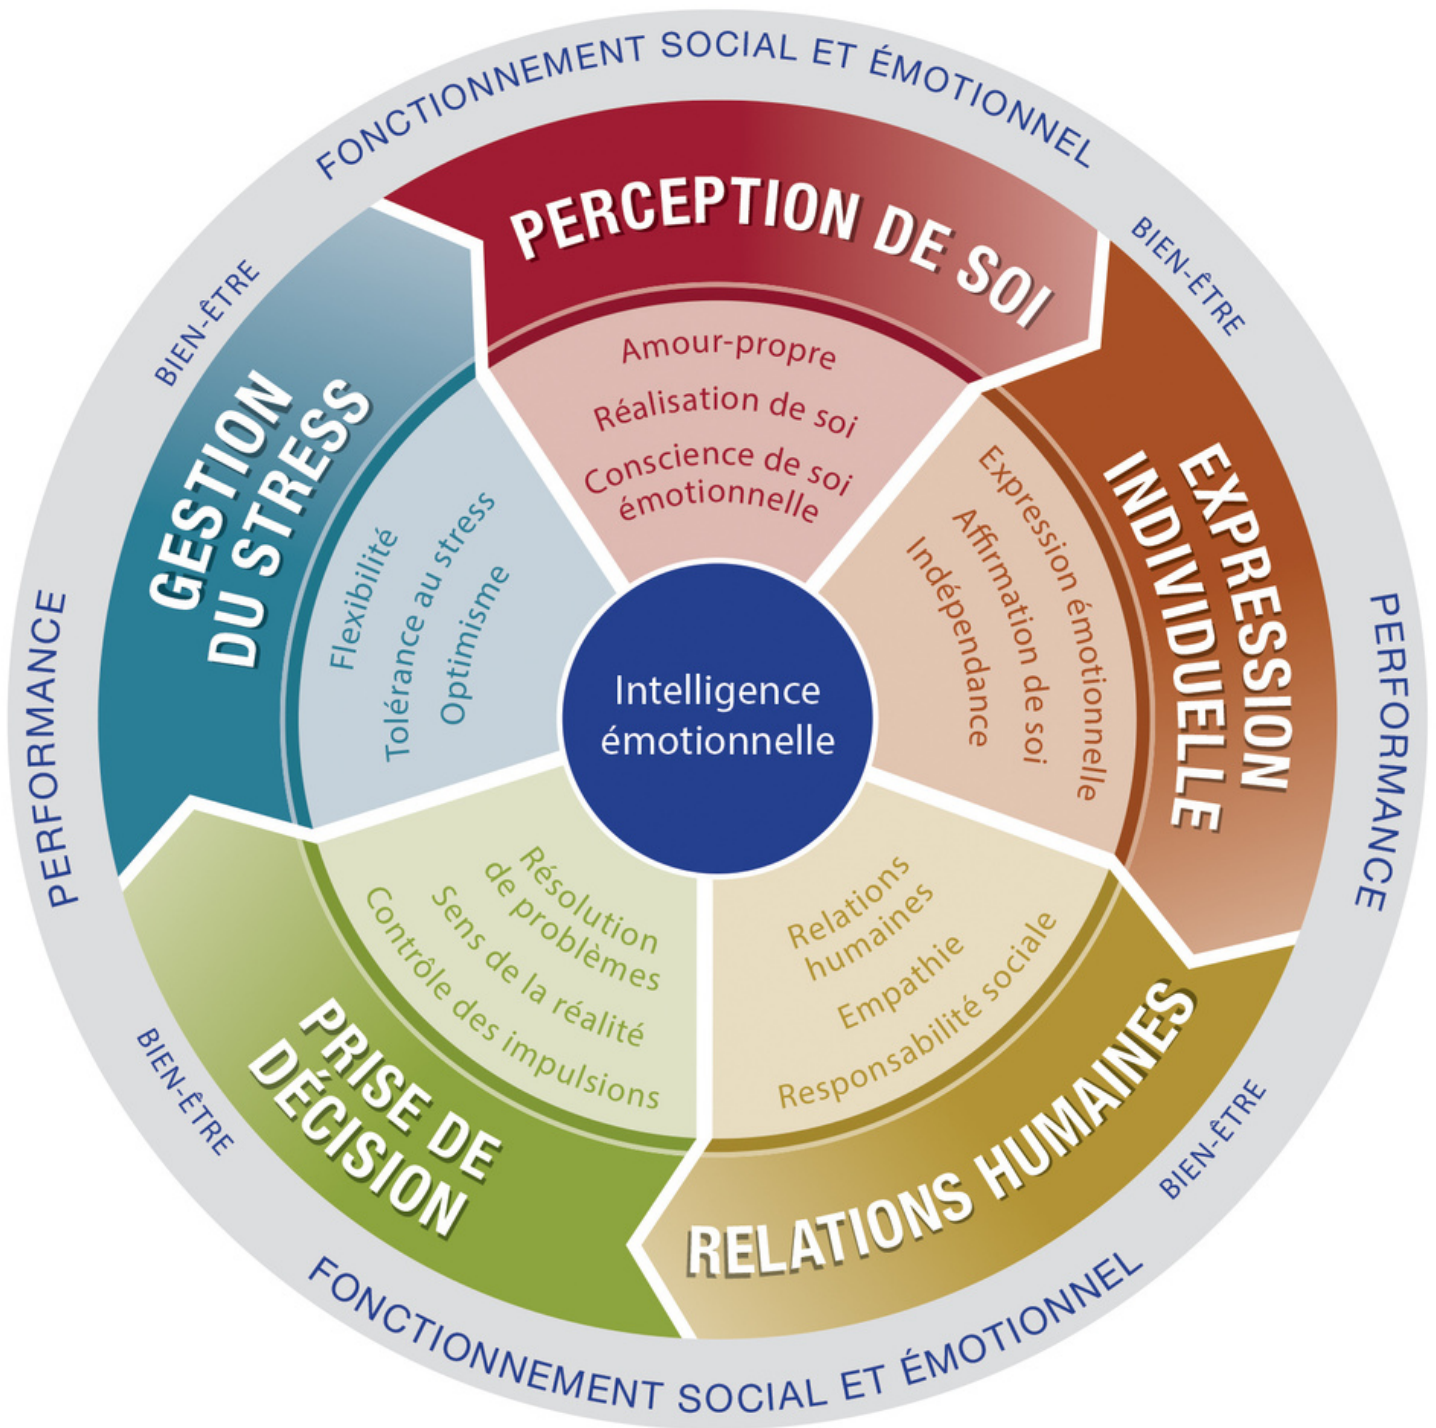 FONCTIONNEMENT SOCIAL ET ÉMOTIONNEL
BIEN-ÊTRE
PERFORMANCE
BIEN-ÊTRE
FONCTIONNEMENT SOCIAL ET ÉMOTIONNEL
BIEN-ÊTRE
PERFORMANCE
BIEN-ÊTRE
PERCEPTION DE SOI
Amour-propre
Réalisation de soi
Conscience de soi
émotionnelle
EXPRESSION
INDIVIDUELLE
Expression émotionnelle
Affirmation de soi
Indépendance
RELATIONS HUMAINES
Relations
humaines
Empathie
Responsabilité sociale
PRISE DE
DÉCISION
Résolution
de problèmes
Sens de la réalité
Contrôle des impulsions
GESTION
DU STRESS
Flexibilité
Tolérance au stress
Optimisme
Intelligence
émotionnelle